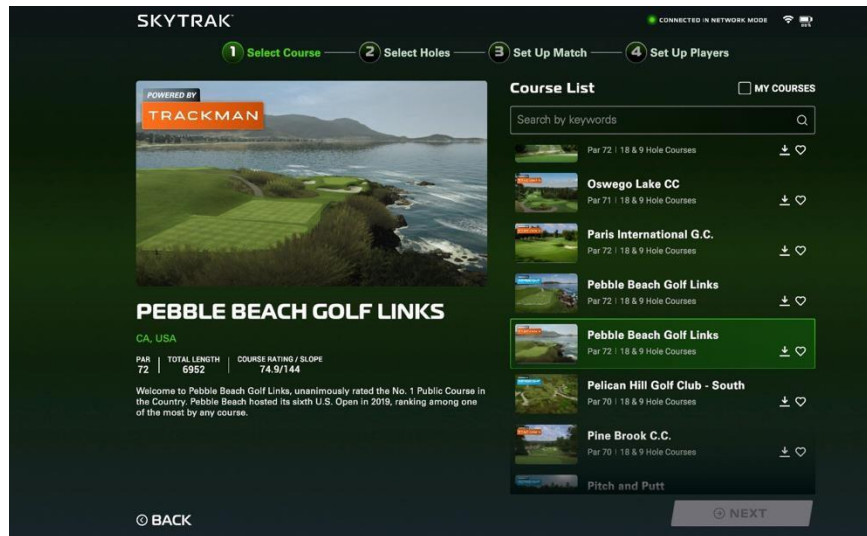 SKYTRAK
CONNECTED IN NETWORK MODE
1 Select Course
2 Select Holes
3 Set Up Match
4 Set Up Players
POWERED BY
TRACKMAN
PEBBLE BEACH GOLF LINKS
CA, USA
PAR
72
TOTAL LENGTH
6952
COURSE RATING / SLOPE
74.9/144
Welcome to Pebble Beach Golf Links, unanimously rated the No. 1 Public Course in
the Country. Pebble Beach hosted its sixth U.S. Open in 2019, ranking among one
of the most by any course.
Course List
MY COURSES
Search by keywords
Par 72 | 18 & 9 Hole Courses
Oswego Lake CC
Par 71 | 18 & 9 Hole Courses
Paris International G.C.
Par 72 | 18 & 9 Hole Courses
Pebble Beach Golf Links
Par 72 | 18 & 9 Hole Courses
Pebble Beach Golf Links
Par 72 | 18 & 9 Hole Courses
Pelican Hill Golf Club - South
Par 70 | 18 & 9 Hole Courses
Pine Brook C.C.
Par 70 | 18 & 9 Hole Courses
Pitch and Putt
BACK
NEXT